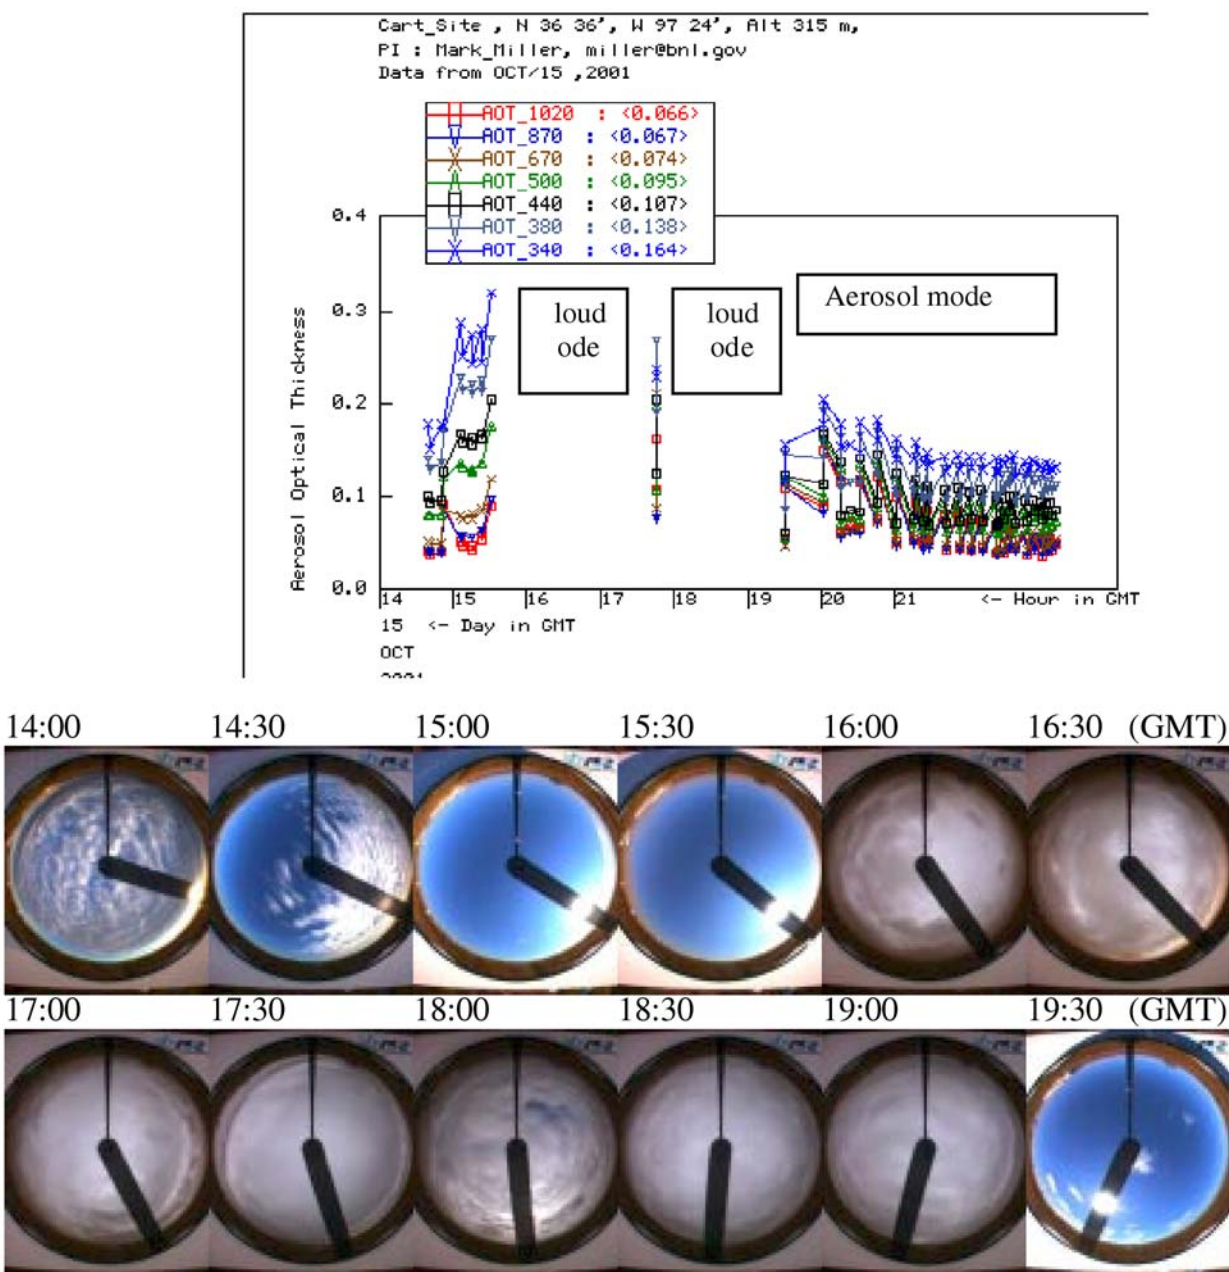 Cart_Site , N 36 36', W 97 24', Alt 315 m,
PI : Mark_Miller, miller@bnl.gov
Data from OCT/15 ,2001
AOT_1020 : <0.066>
AOT_870 : <0.067>
AOT_670 : <0.074>
AOT_500 : <0.095>
AOT_440 : <0.107>
AOT_380 : <0.138>
AOT_340 : <0.164>
0.4
0.3
0.2
0.1
0.0
Aerosol Optical Thickness
loud
ode
loud
ode
Aerosol mode
14 15 16 17 18 19 20 21 <- Hour in GMT
15 <- Day in GMT
OCT
2001
14:00 14:30 15:00 15:30 16:00 16:30 (GMT)
17:00 17:30 18:00 18:30 19:00 19:30 (GMT)